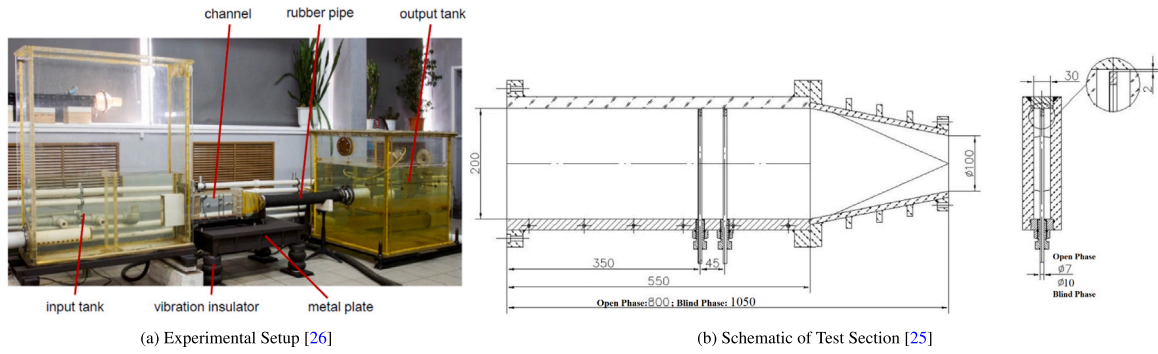 channel
rubber pipe
output tank
input tank
vibration insulator
metal plate
(a) Experimental Setup [26]
200
350
45
550
Open Phase:800; Blind Phase: 1050
ø100
30
2
Open Phase
ø7
ø10
Blind Phase
(b) Schematic of Test Section [25]